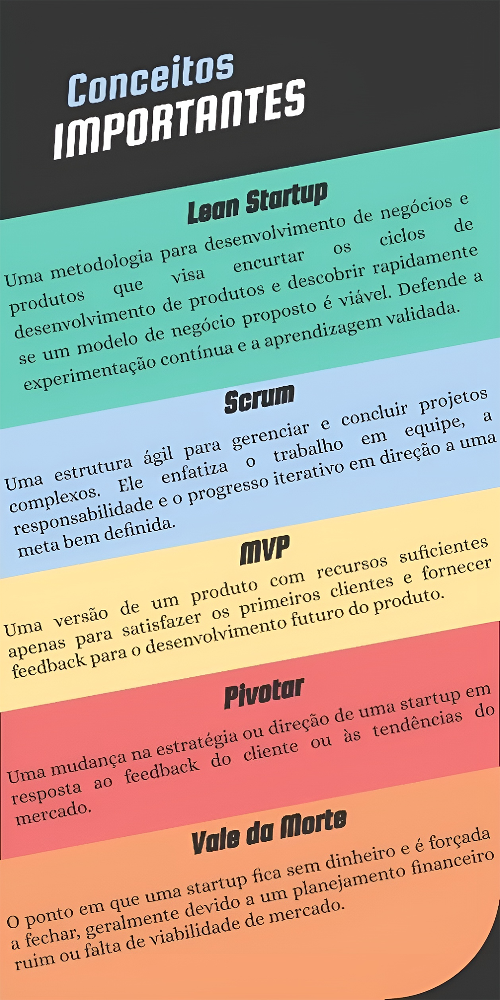 Conceitos
IMPORTANTES
Lean Startup
Uma metodologia para desenvolvimento de negócios e
produtos que visa encurtar os ciclos de
desenvolvimento de produtos e descobrir rapidamente
se um modelo de negócio proposto é viável. Defende a
experimentação contínua e a aprendizagem validada.
Scrum
Uma estrutura ágil para gerenciar e concluir projetos
complexos. Ele enfatiza o trabalho em equipe, a
responsabilidade e o progresso iterativo em direção a uma
meta bem definida.
MVP
Uma versão de um produto com recursos suficientes
apenas para satisfazer os primeiros clientes e fornecer
feedback para o desenvolvimento futuro do produto.
Pivotar
Uma mudança na estratégia ou direção de uma startup em
resposta ao feedback do cliente ou às tendências do
mercado.
Vale da Morte
O ponto em que uma startup fica sem dinheiro e é forçada
a fechar, geralmente devido a um planejamento financeiro
ruim ou falta de viabilidade de mercado.